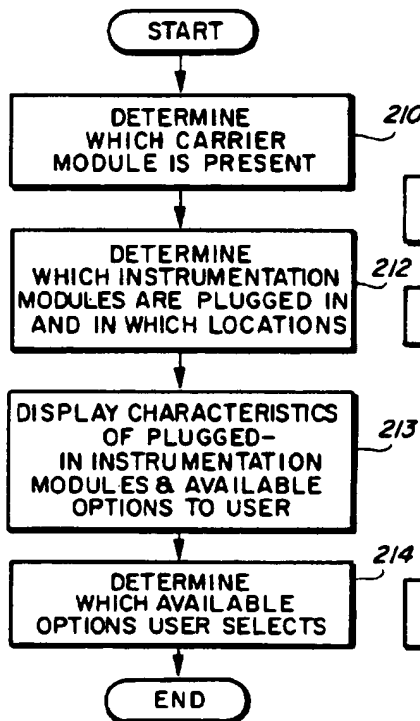 START
DETERMINE
WHICH CARRIER
MODULE IS PRESENT
210
DETERMINE
WHICH INSTRUMENTATION
MODULES ARE PLUGGED IN
AND IN WHICH LOCATIONS
212
DISPLAY CHARACTERISTICS
OF PLUGGED-
IN INSTRUMENTATION
MODULES & AVAILABLE
OPTIONS TO USER
213
DETERMINE
WHICH AVAILABLE
OPTIONS USER SELECTS
214
END